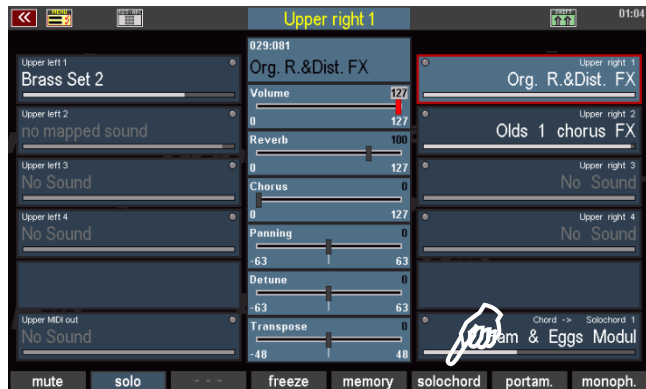 MENU
Upper right 1
SHIFT
01:04
Upper left 1
Brass Set 2
Upper left 2
no mapped sound
Upper left 3
No Sound
Upper left 4
No Sound
Upper MIDI out
No Sound
029:081
Org. R.&Dist. FX
Volume 127
0 127
Reverb 100
0 127
Chorus 0
0 127
Panning 0
-63 63
Detune 0
-63 63
Transpose 0
-48 48
Upper right 1
Org. R.&Dist. FX
Upper right 2
Olds 1 chorus FX
Upper right 3
No Sound
Upper right 4
No Sound
Chord -> Solochord 1
& Eggs Modul
mute solo - - - freeze memory solochord portam. monoph.